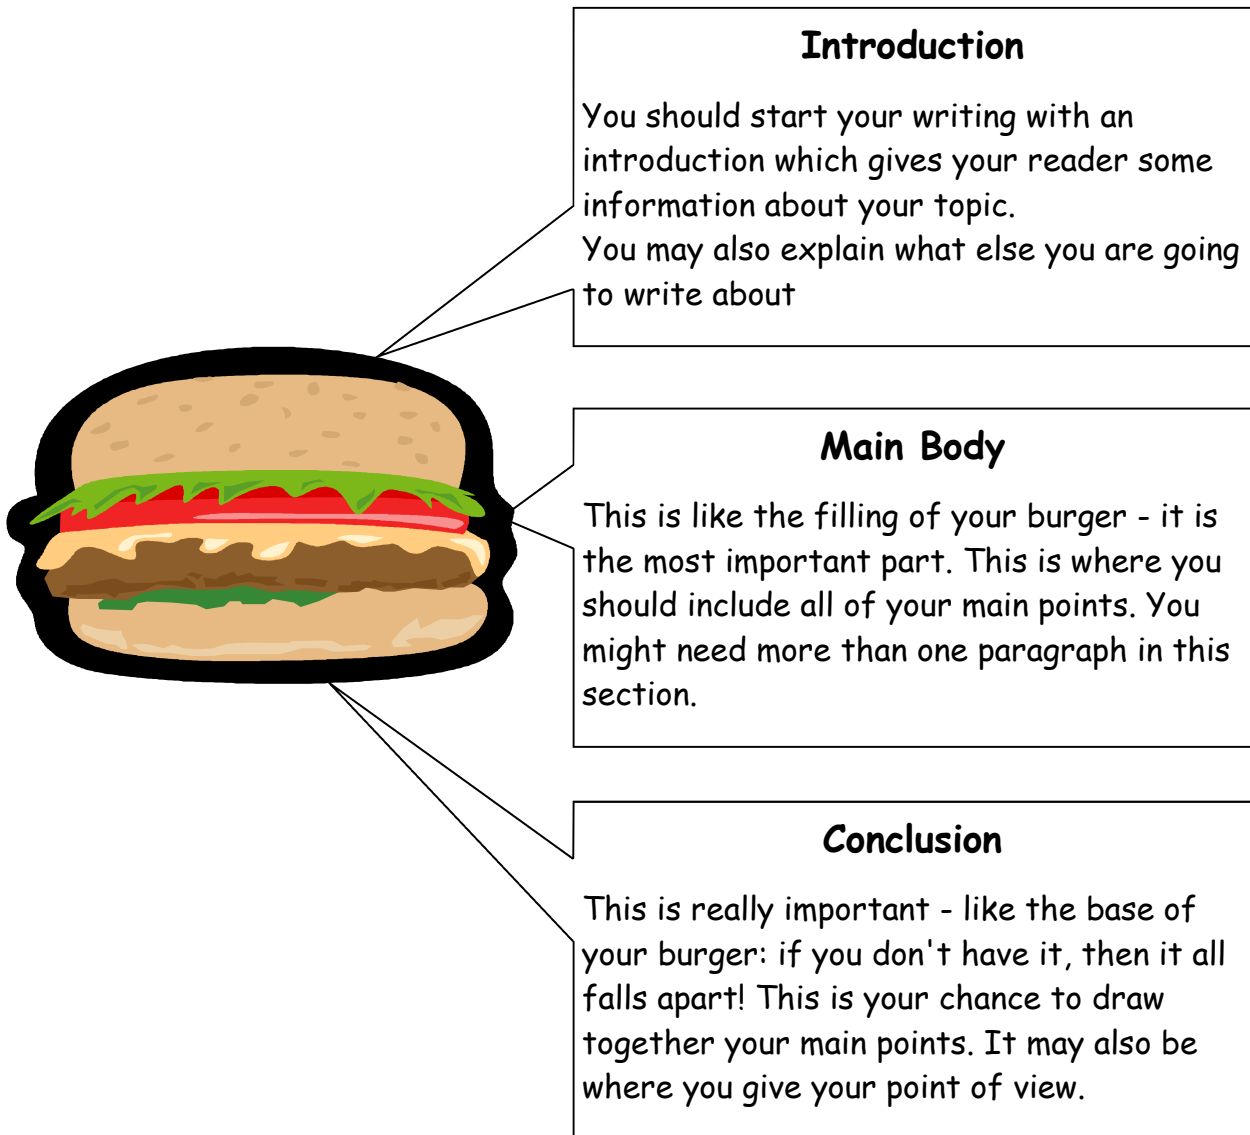 Introduction
You should start your writing with an
introduction which gives your reader some
information about your topic.
You may also explain what else you are going
to write about
Main Body
This is like the filling of your burger - it is
the most important part. This is where you
should include all of your main points. You
might need more than one paragraph in this
section.
Conclusion
This is really important - like the base of
your burger: if you don't have it, then it all
falls apart! This is your chance to draw
together your main points. It may also be
where you give your point of view.